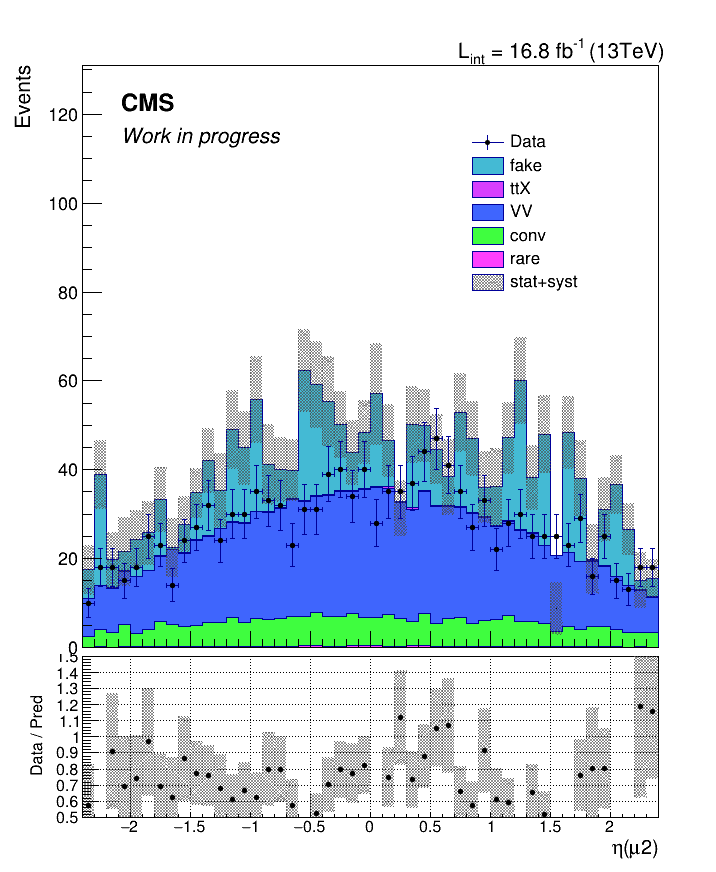 L_int = 16.8 fb^-1 (13TeV)
Events
CMS
Work in progress
Data
fake
ttX
VV
conv
rare
stat+syst
120
100
80
60
40
20
0
Data / Pred
1.5
1.4
1.3
1.2
1.1
1
0.9
0.8
0.7
0.6
0.5
−2 −1.5 −1 −0.5 0 0.5 1 1.5 2
η(μ2)